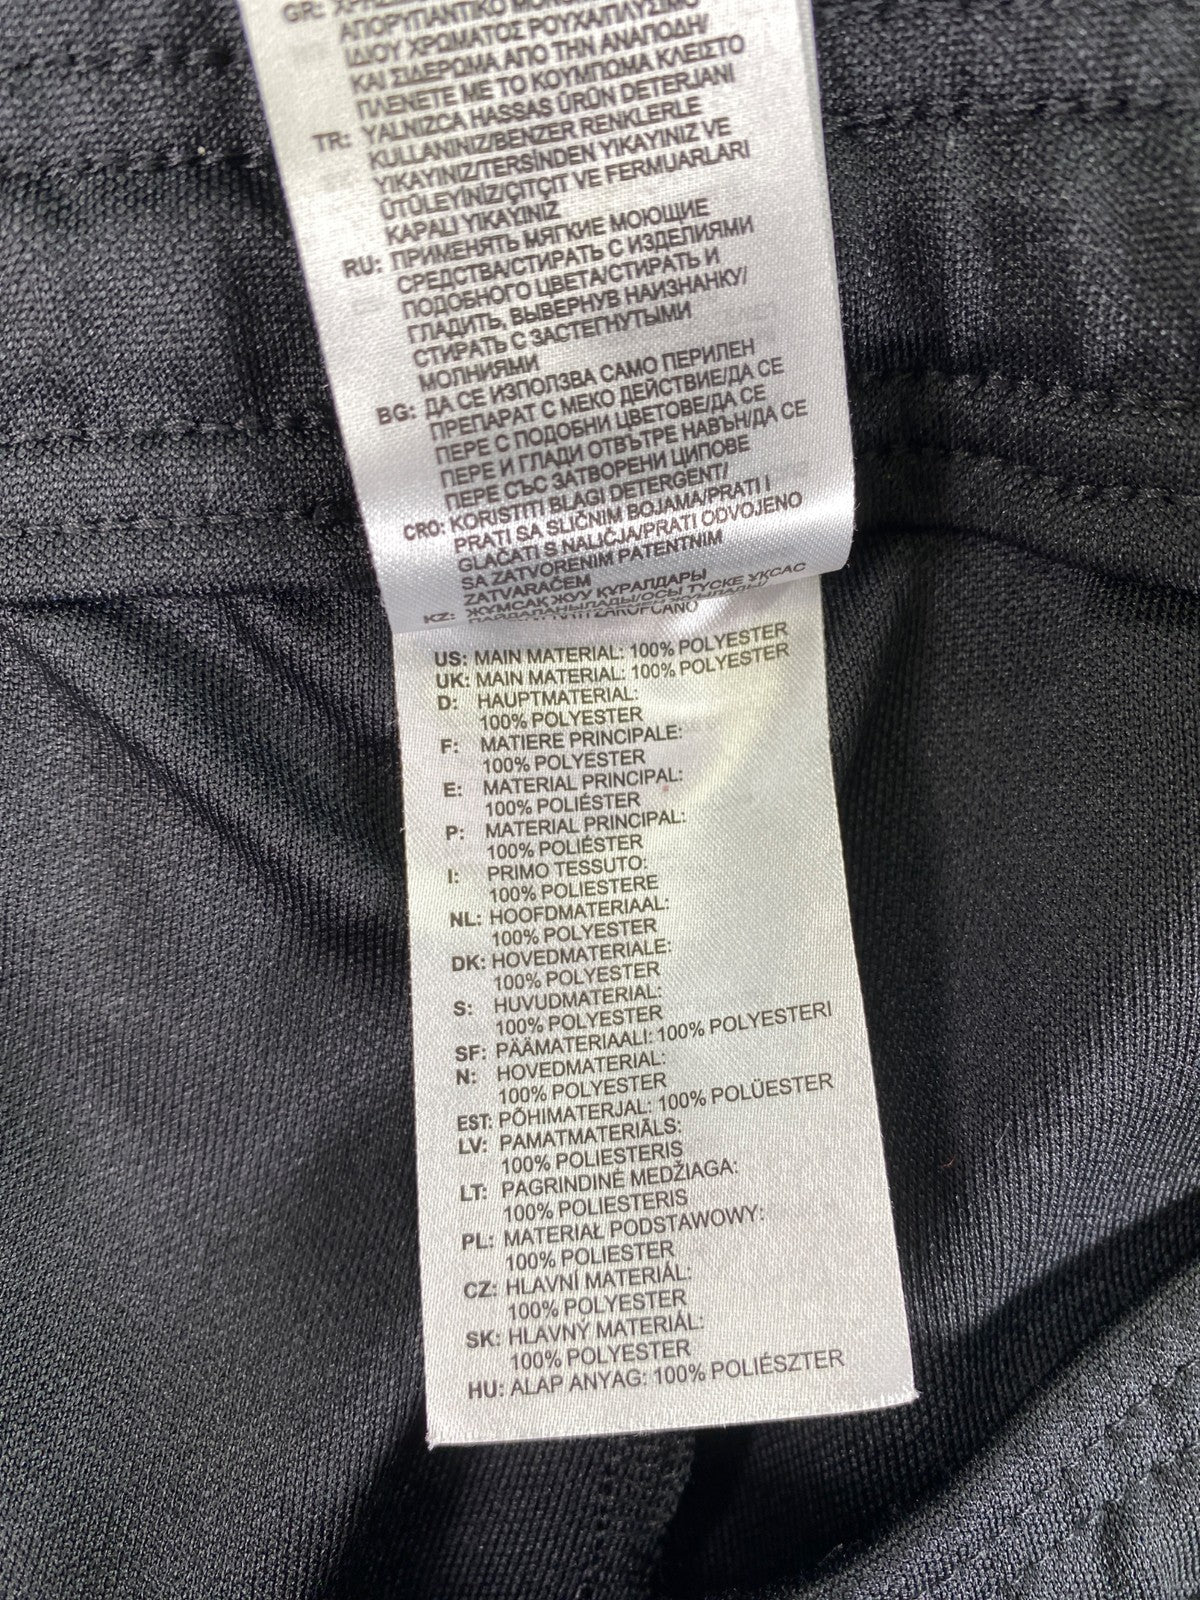 GR:
ΑΠΟΡΥΠΑΝΤΙΚΟ
ΙΔΙΟΥ ΧΡΩΜΑΤΟΣ ΡΟΥΧΑ/ΠΛΥΣΙΜΟ
ΚΑΙ ΣΙΔΕΡΩΜΑ ΑΠΟ ΤΗΝ ΑΝΑΠΟΔΗ/
ΠΛΕΝΕΤΕ ΜΕ ΤΟ ΚΟΥΜΠΩΜΑ ΚΛΕΙΣΤΟ
TR: YALNIZCA HASSAS ÜRÜN DETERJANI
KULLANINIZ/BENZER RENKLERLE
YIKAYINIZ/TERSİNDEN YIKAYINIZ VE
ÜTÜLEYİNİZ/ÇITÇIT VE FERMUARLARI
KAPALI YIKAYINIZ
RU: ПРИМЕНЯТЬ МЯГКИЕ МОЮЩИЕ
СРЕДСТВА/СТИРАТЬ С ИЗДЕЛИЯМИ
ПОДОБНОГО ЦВЕТА/СТИРАТЬ И
ГЛАДИТЬ, ВЫВЕРНУВ НАИЗНАНКУ/
СТИРАТЬ С ЗАСТЕГНУТЫМИ
МОЛНИЯМИ
BG: ДА СЕ ИЗПОЛЗВА САМО ПЕРИЛЕН
ПРЕПАРАТ С МЕКО ДЕЙСТВИЕ/ДА СЕ
ПЕРЕ С ПОДОБНИ ЦВЕТОВЕ/ДА СЕ
ПЕРЕ И ГЛАДИ ОТВЪТРЕ НАВЪН/ДА СЕ
ПЕРЕ СЪС ЗАТВОРЕНИ ЦИПОВЕ
CRO: KORISTITI BLAGI DETERGENT/
PRATI SA SLIČNIM BOJAMA/PRATI I
GLAČATI S NALIČJA/PRATI ODVOJENO
SA ZATVORENIM PATENTNIM
ZATVARAČEM
KZ: ЖҰМСАҚ ЖУУ ҚҰРАЛДАРЫ
US: MAIN MATERIAL: 100% POLYESTER
UK: MAIN MATERIAL: 100% POLYESTER
D: HAUPTMATERIAL:
100% POLYESTER
F: MATIERE PRINCIPALE:
100% POLYESTER
E: MATERIAL PRINCIPAL:
100% POLIÉSTER
P: MATERIAL PRINCIPAL:
100% POLIÉSTER
I: PRIMO TESSUTO:
100% POLIESTERE
NL: HOOFDMATERIAAL:
100% POLYESTER
DK: HOVEDMATERIALE:
100% POLYESTER
S: HUVUDMATERIAL:
100% POLYESTER
SF: PÄÄMATERIAALI: 100% POLYESTERI
N: HOVEDMATERIAL:
100% POLYESTER
EST: PÕHIMATERJAL: 100% POLÜESTER
LV: PAMATMATERIĀLS:
100% POLIESTERIS
LT: PAGRINDINĖ MEDŽIAGA:
100% POLIESTERIS
PL: MATERIAŁ PODSTAWOWY:
100% POLIESTER
CZ: HLAVNÍ MATERIÁL:
100% POLYESTER
SK: HLAVNÝ MATERIÁL:
100% POLYESTER
HU: ALAP ANYAG: 100% POLIÉSZTER